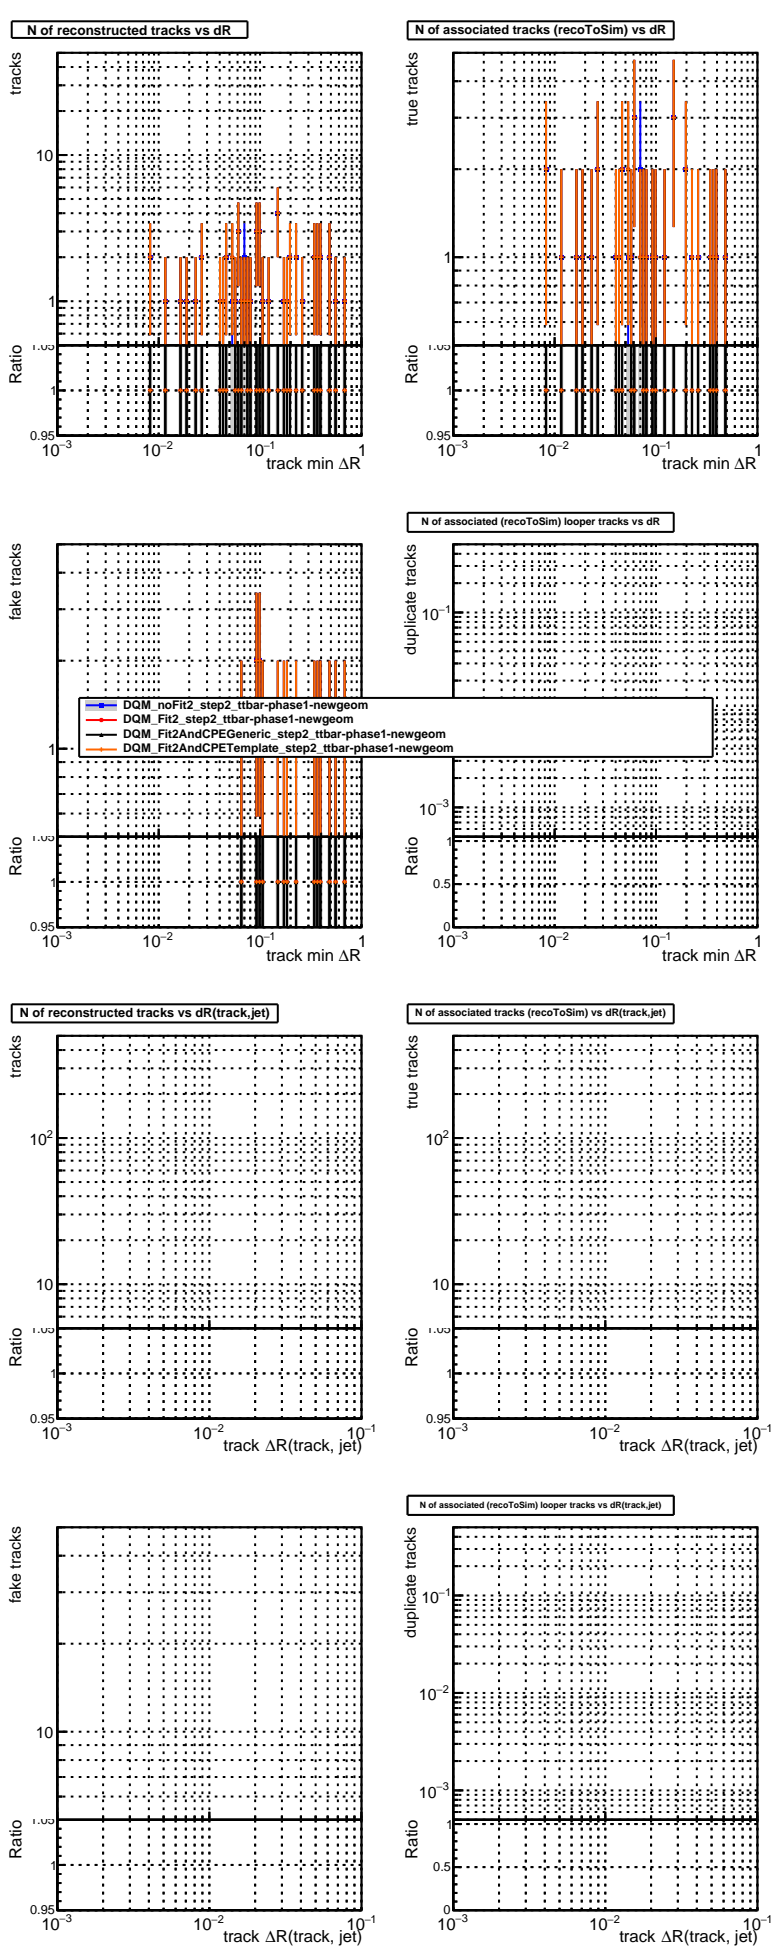 N of reconstructed tracks vs dR
tracks
10
1
Ratio
1.05
1
0.95
10⁻³
10⁻²
10⁻¹
1
track min ΔR
N of associated tracks (recoToSim) vs dR
true tracks
1
Ratio
1.05
1
0.95
10⁻³
10⁻²
10⁻¹
1
track min ΔR
fake tracks
1
Ratio
1.05
1
0.95
10⁻³
10⁻²
10⁻¹
1
track min ΔR
N of associated (recoToSim) looper tracks vs dR
duplicate tracks
10⁻¹
10⁻³
Ratio
1
0.5
0
10⁻³
10⁻²
10⁻¹
1
track min ΔR
DQM_noFit2_step2_ttbar-phase1-newgeom
DQM_Fit2_step2_ttbar-phase1-newgeom
DQM_Fit2AndCPEGeneric_step2_ttbar-phase1-newgeom
DQM_Fit2AndCPETemplate_step2_ttbar-phase1-newgeom
N of reconstructed tracks vs dR(track,jet)
tracks
10²
10
Ratio
1.05
1
0.95
10⁻³
10⁻²
10⁻¹
track ΔR(track, jet)
N of associated tracks (recoToSim) vs dR(track,jet)
true tracks
10²
10
Ratio
1.05
1
0.95
10⁻³
10⁻²
10⁻¹
track ΔR(track, jet)
fake tracks
10
Ratio
1.05
1
0.95
10⁻³
10⁻²
10⁻¹
track ΔR(track, jet)
N of associated (recoToSim) looper tracks vs dR(track,jet)
duplicate tracks
10⁻¹
10⁻²
10⁻³
Ratio
1
0.5
0
10⁻³
10⁻²
10⁻¹
track ΔR(track, jet)